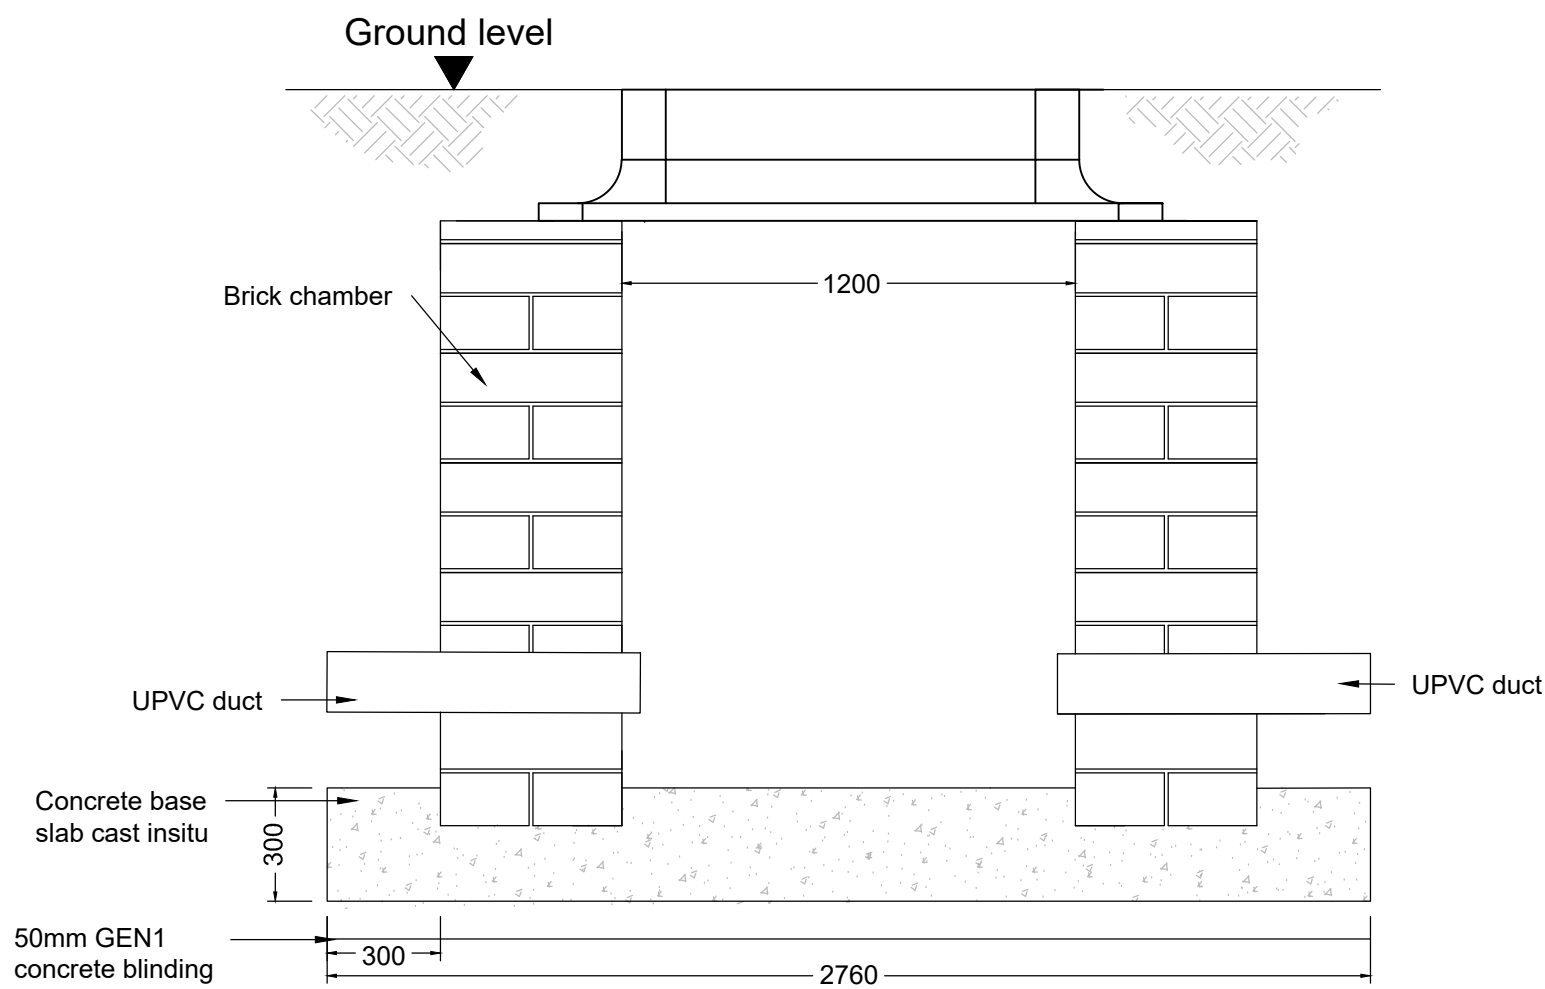 Ground level
1200
Brick chamber
UPVC duct
UPVC duct
Concrete base
slab cast insitu
300
50mm GEN1
concrete blinding
300
2760